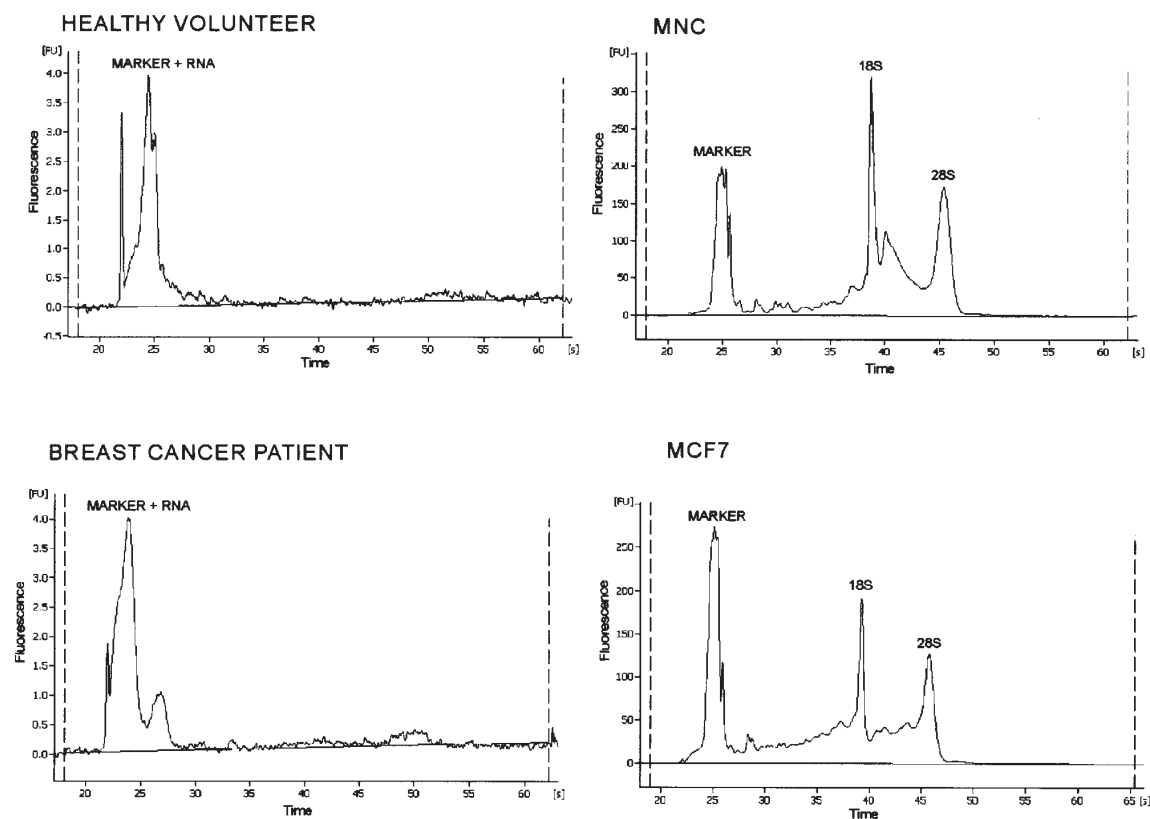 HEALTHY VOLUNTEER
[FU]
MARKER + RNA
4.0
3.5
3.0
2.5
2.0
1.5
1.0
0.5
0.0
-0.5
Fluorescence
20 25 30 35 40 45 50 55 60 [s]
Time
MNC
[FU]
18S
MARKER
28S
300
250
200
150
100
50
0
Fluorescence
20 25 30 35 40 45 50 55 60 [s]
Time
BREAST CANCER PATIENT
[FU]
MARKER + RNA
4.0
3.5
3.0
2.5
2.0
1.5
1.0
0.5
0.0
Fluorescence
20 25 30 35 40 45 50 55 60 [s]
Time
MCF7
[FU]
MARKER
18S
28S
250
200
150
100
50
0
Fluorescence
20 25 30 35 40 45 50 55 60 65 [s]
Time